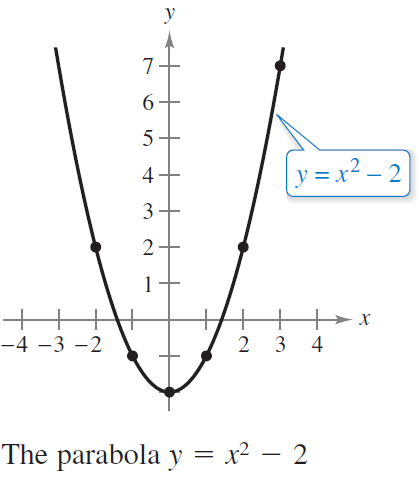 y
7
6
5
4
3
2
1
y = x² – 2
x
–4 –3 –2 2 3 4
The parabola y = x² − 2